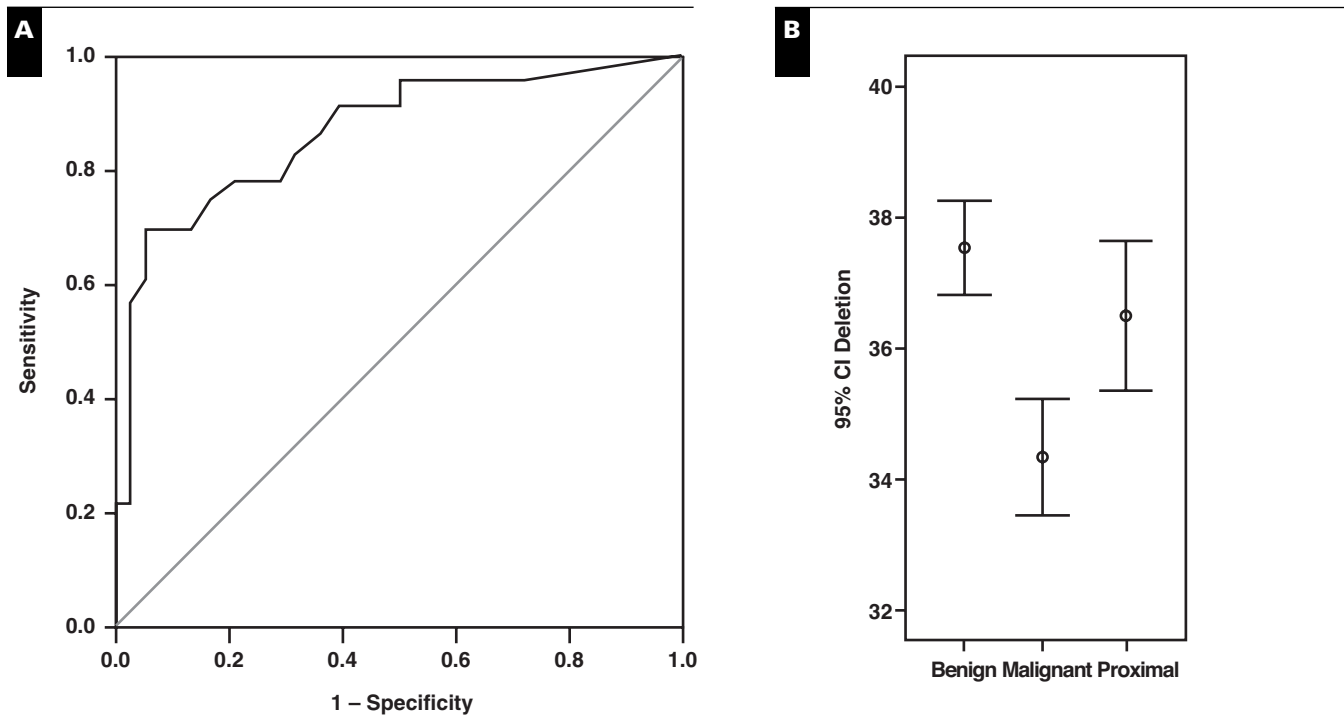 A
1.0
0.8
0.6
0.4
0.2
0.0
Sensitivity
0.0 0.2 0.4 0.6 0.8 1.0
1 – Specificity
B
40
38
36
34
32
95% CI Deletion
Benign Malignant Proximal